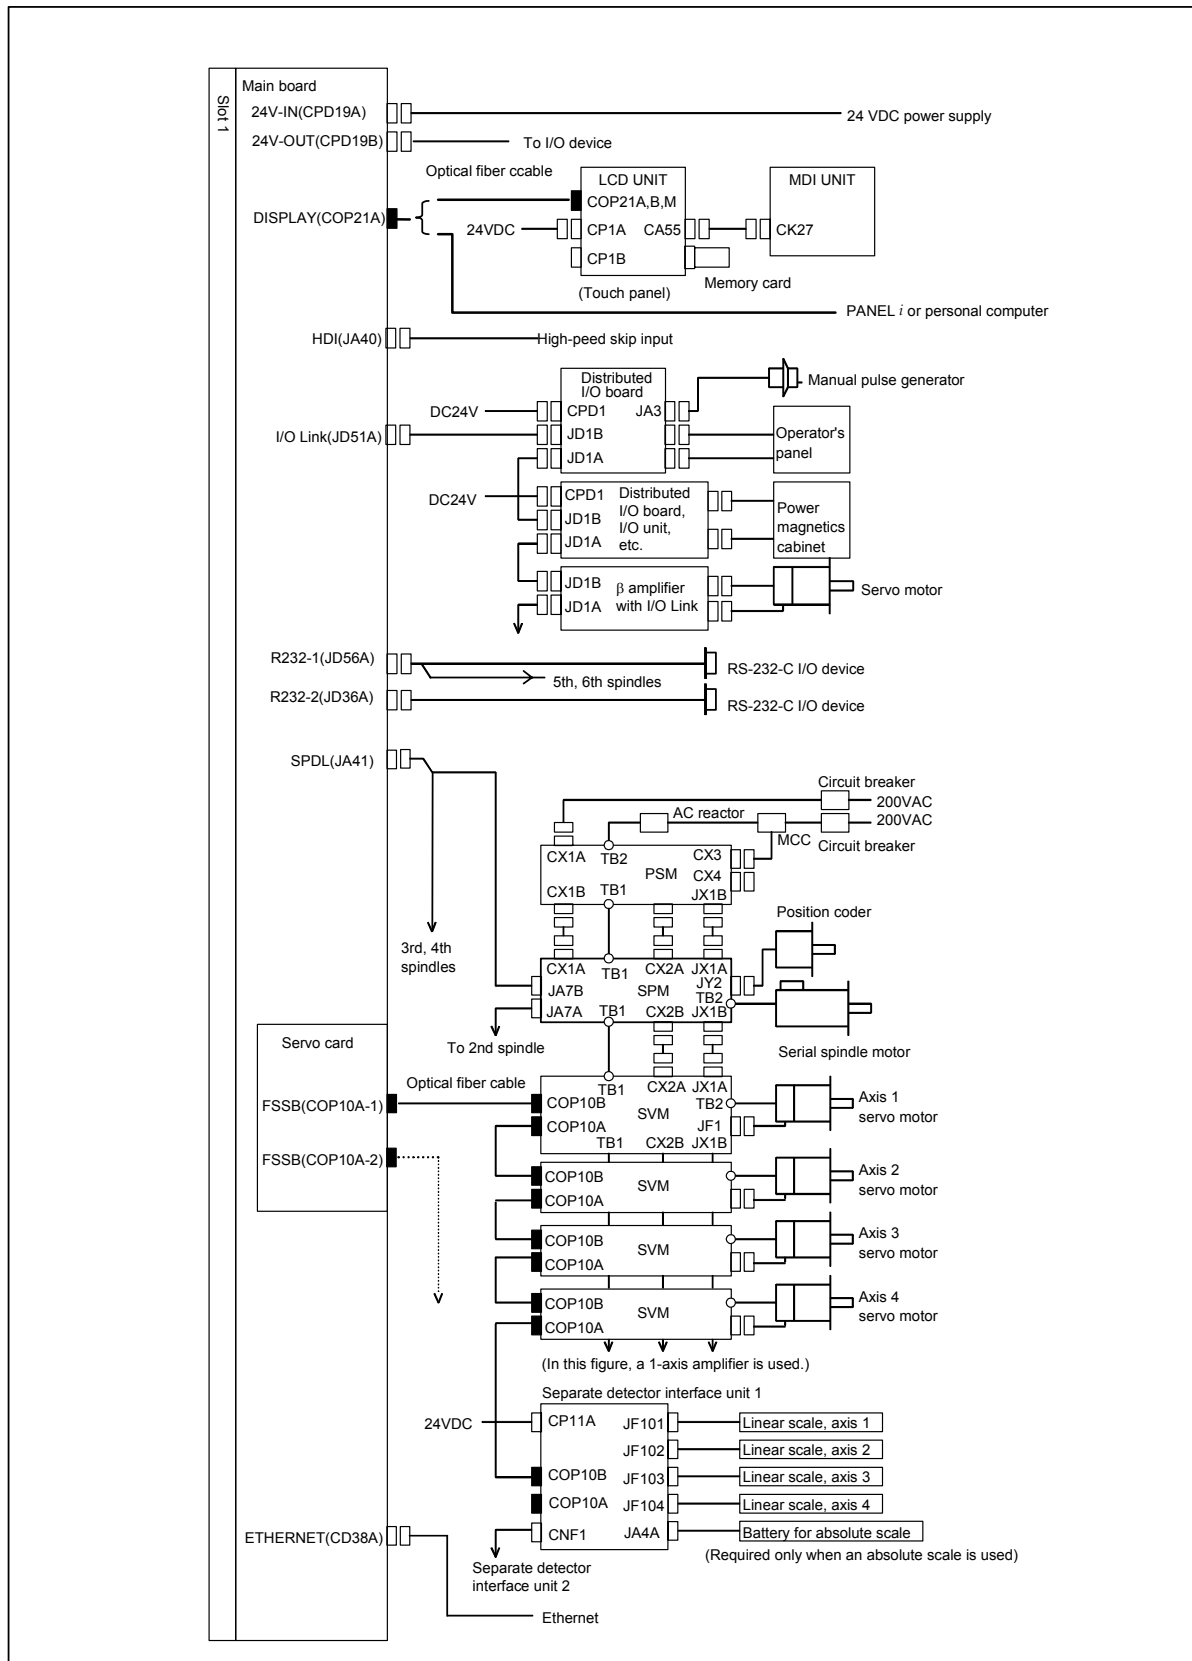 Slot 1
Main board
24V-IN(CPD19A)
24 VDC power supply
24V-OUT(CPD19B)
To I/O device
Optical fiber ccable
LCD UNIT
MDI UNIT
DISPLAY(COP21A)
COP21A,B,M
24VDC
CP1A
CA55
CK27
CP1B
Memory card
(Touch panel)
PANEL i or personal computer
HDI(JA40)
High-peed skip input
Distributed
I/O board
Manual pulse generator
DC24V
CPD1
JA3
I/O Link(JD51A)
JD1B
Operator's
panel
JD1A
DC24V
CPD1
Distributed
I/O board,
I/O unit,
etc.
JD1B
JD1A
Power
magnetics
cabinet
JD1B
β amplifier
with I/O Link
JD1A
Servo motor
R232-1(JD56A)
RS-232-C I/O device
5th, 6th spindles
R232-2(JD36A)
RS-232-C I/O device
SPDL(JA41)
Circuit breaker
200VAC
AC reactor
200VAC
MCC
Circuit breaker
CX1A
TB2
CX3
PSM
CX4
CX1B
TB1
JX1B
Position coder
3rd, 4th
spindles
CX1A
TB1
CX2A
JX1A
JA7B
SPM
JY2
TB2
JA7A
TB1
CX2B
JX1B
To 2nd spindle
Serial spindle motor
Servo card
Optical fiber cable
TB1
CX2A
JX1A
FSSB(COP10A-1)
COP10B
SVM
TB2
Axis 1
servo motor
COP10A
JF1
TB1
CX2B
JX1B
FSSB(COP10A-2)
COP10B
SVM
COP10A
Axis 2
servo motor
COP10B
SVM
COP10A
Axis 3
servo motor
COP10B
SVM
COP10A
Axis 4
servo motor
(In this figure, a 1-axis amplifier is used.)
Separate detector interface unit 1
24VDC
CP11A
JF101
Linear scale, axis 1
JF102
Linear scale, axis 2
COP10B
JF103
Linear scale, axis 3
COP10A
JF104
Linear scale, axis 4
ETHERNET(CD38A)
CNF1
JA4A
Battery for absolute scale
(Required only when an absolute scale is used)
Separate detector
interface unit 2
Ethernet